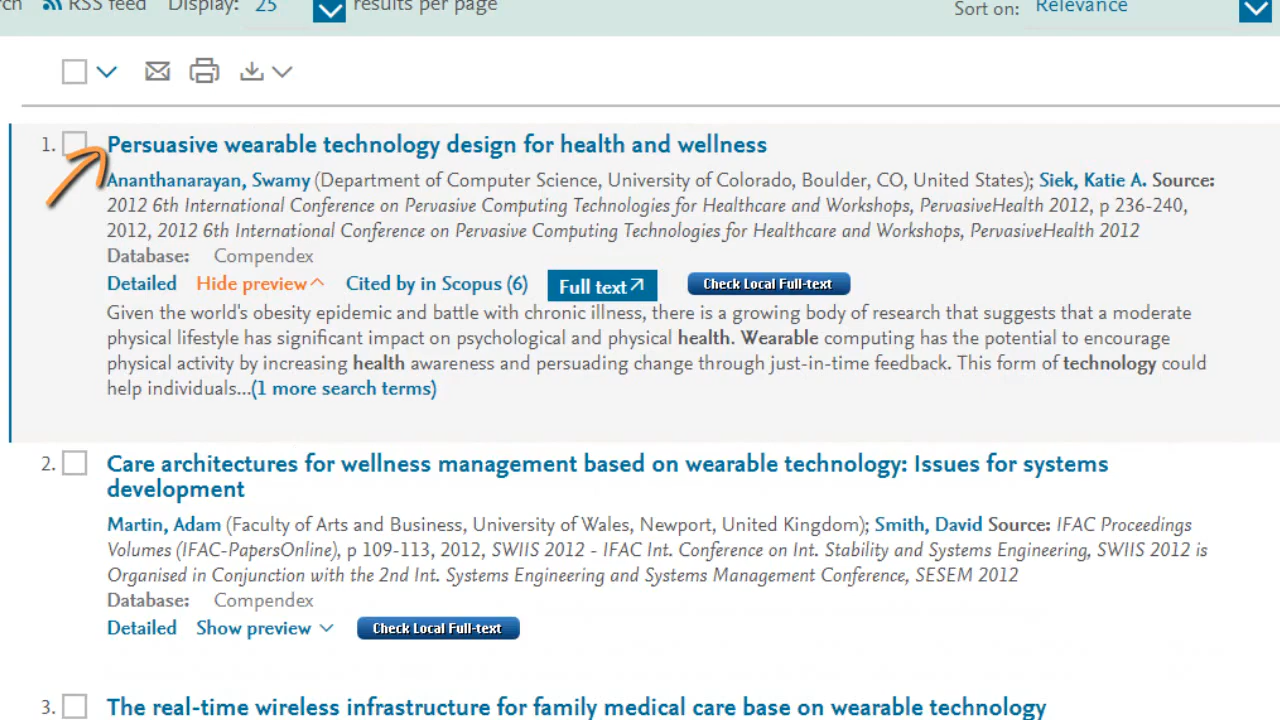 rch RSS feed Display: 25 results per page Sort on: Relevance
1. Persuasive wearable technology design for health and wellness
Ananthanarayan, Swamy (Department of Computer Science, University of Colorado, Boulder, CO, United States); Siek, Katie A. Source:
2012 6th International Conference on Pervasive Computing Technologies for Healthcare and Workshops, PervasiveHealth 2012, p 236-240,
2012, 2012 6th International Conference on Pervasive Computing Technologies for Healthcare and Workshops, PervasiveHealth 2012
Database: Compendex
Detailed Hide preview Cited by in Scopus (6) Full text Check Local Full-text
Given the world's obesity epidemic and battle with chronic illness, there is a growing body of research that suggests that a moderate
physical lifestyle has significant impact on psychological and physical health. Wearable computing has the potential to encourage
physical activity by increasing health awareness and persuading change through just-in-time feedback. This form of technology could
help individuals...(1 more search terms)
2. Care architectures for wellness management based on wearable technology: Issues for systems
development
Martin, Adam (Faculty of Arts and Business, University of Wales, Newport, United Kingdom); Smith, David Source: IFAC Proceedings
Volumes (IFAC-PapersOnline), p 109-113, 2012, SWIIS 2012 - IFAC Int. Conference on Int. Stability and Systems Engineering, SWIIS 2012 is
Organised in Conjunction with the 2nd Int. Systems Engineering and Systems Management Conference, SESEM 2012
Database: Compendex
Detailed Show preview Check Local Full-text
3. The real-time wireless infrastructure for family medical care base on wearable technology